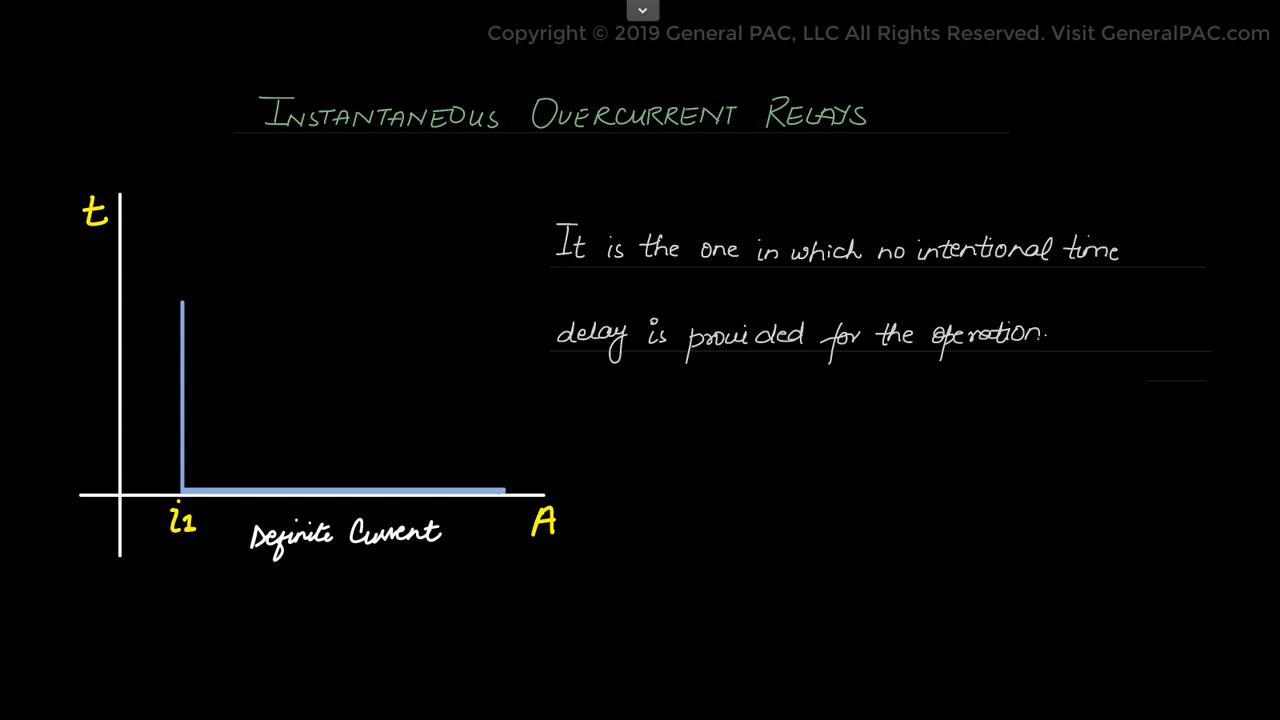 Copyright © 2019 General PAC, LLC All Rights Reserved. Visit GeneralPAC.com
INSTANTANEOUS OVERCURRENT RELAYS
t
It is the one in which no intentional time
delay is provided for the operation.
i1
Definite Current
A